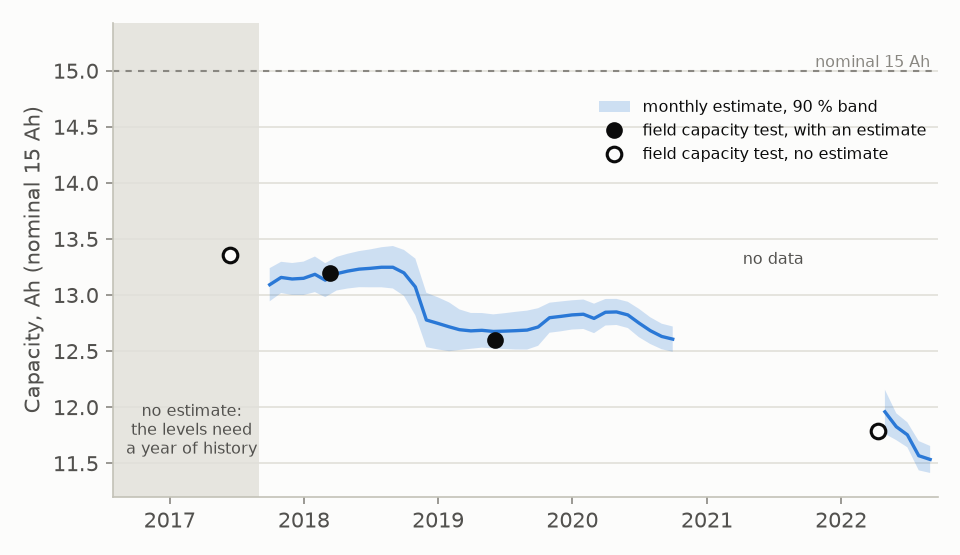 nominal 15 Ah
monthly estimate, 90 % band
field capacity test, with an estimate
field capacity test, no estimate
no data
no estimate:
the levels need
a year of history
Capacity, Ah (nominal 15 Ah)
15.0
14.5
14.0
13.5
13.0
12.5
12.0
11.5
2017
2018
2019
2020
2021
2022